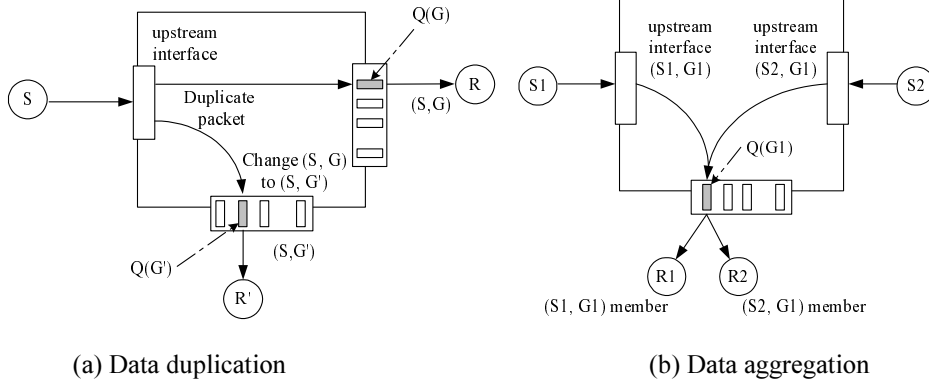 Q(G)
upstream
interface
S
R
(S,G)
Duplicate
packet
Change (S, G)
to (S, G')
(S,G')
Q(G')
R'
(a) Data duplication
upstream
interface
(S1, G1)
upstream
interface
(S2, G1)
S1
S2
Q(G1)
R1
R2
(S1, G1) member
(S2, G1) member
(b) Data aggregation